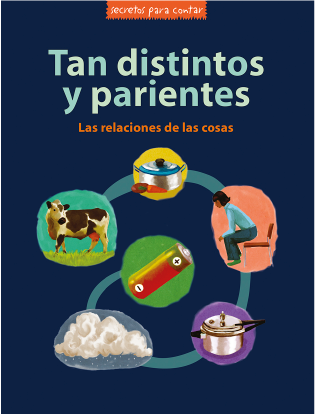 secretos para contar
Tan distintos
y parientes
Las relaciones de las cosas
+
-